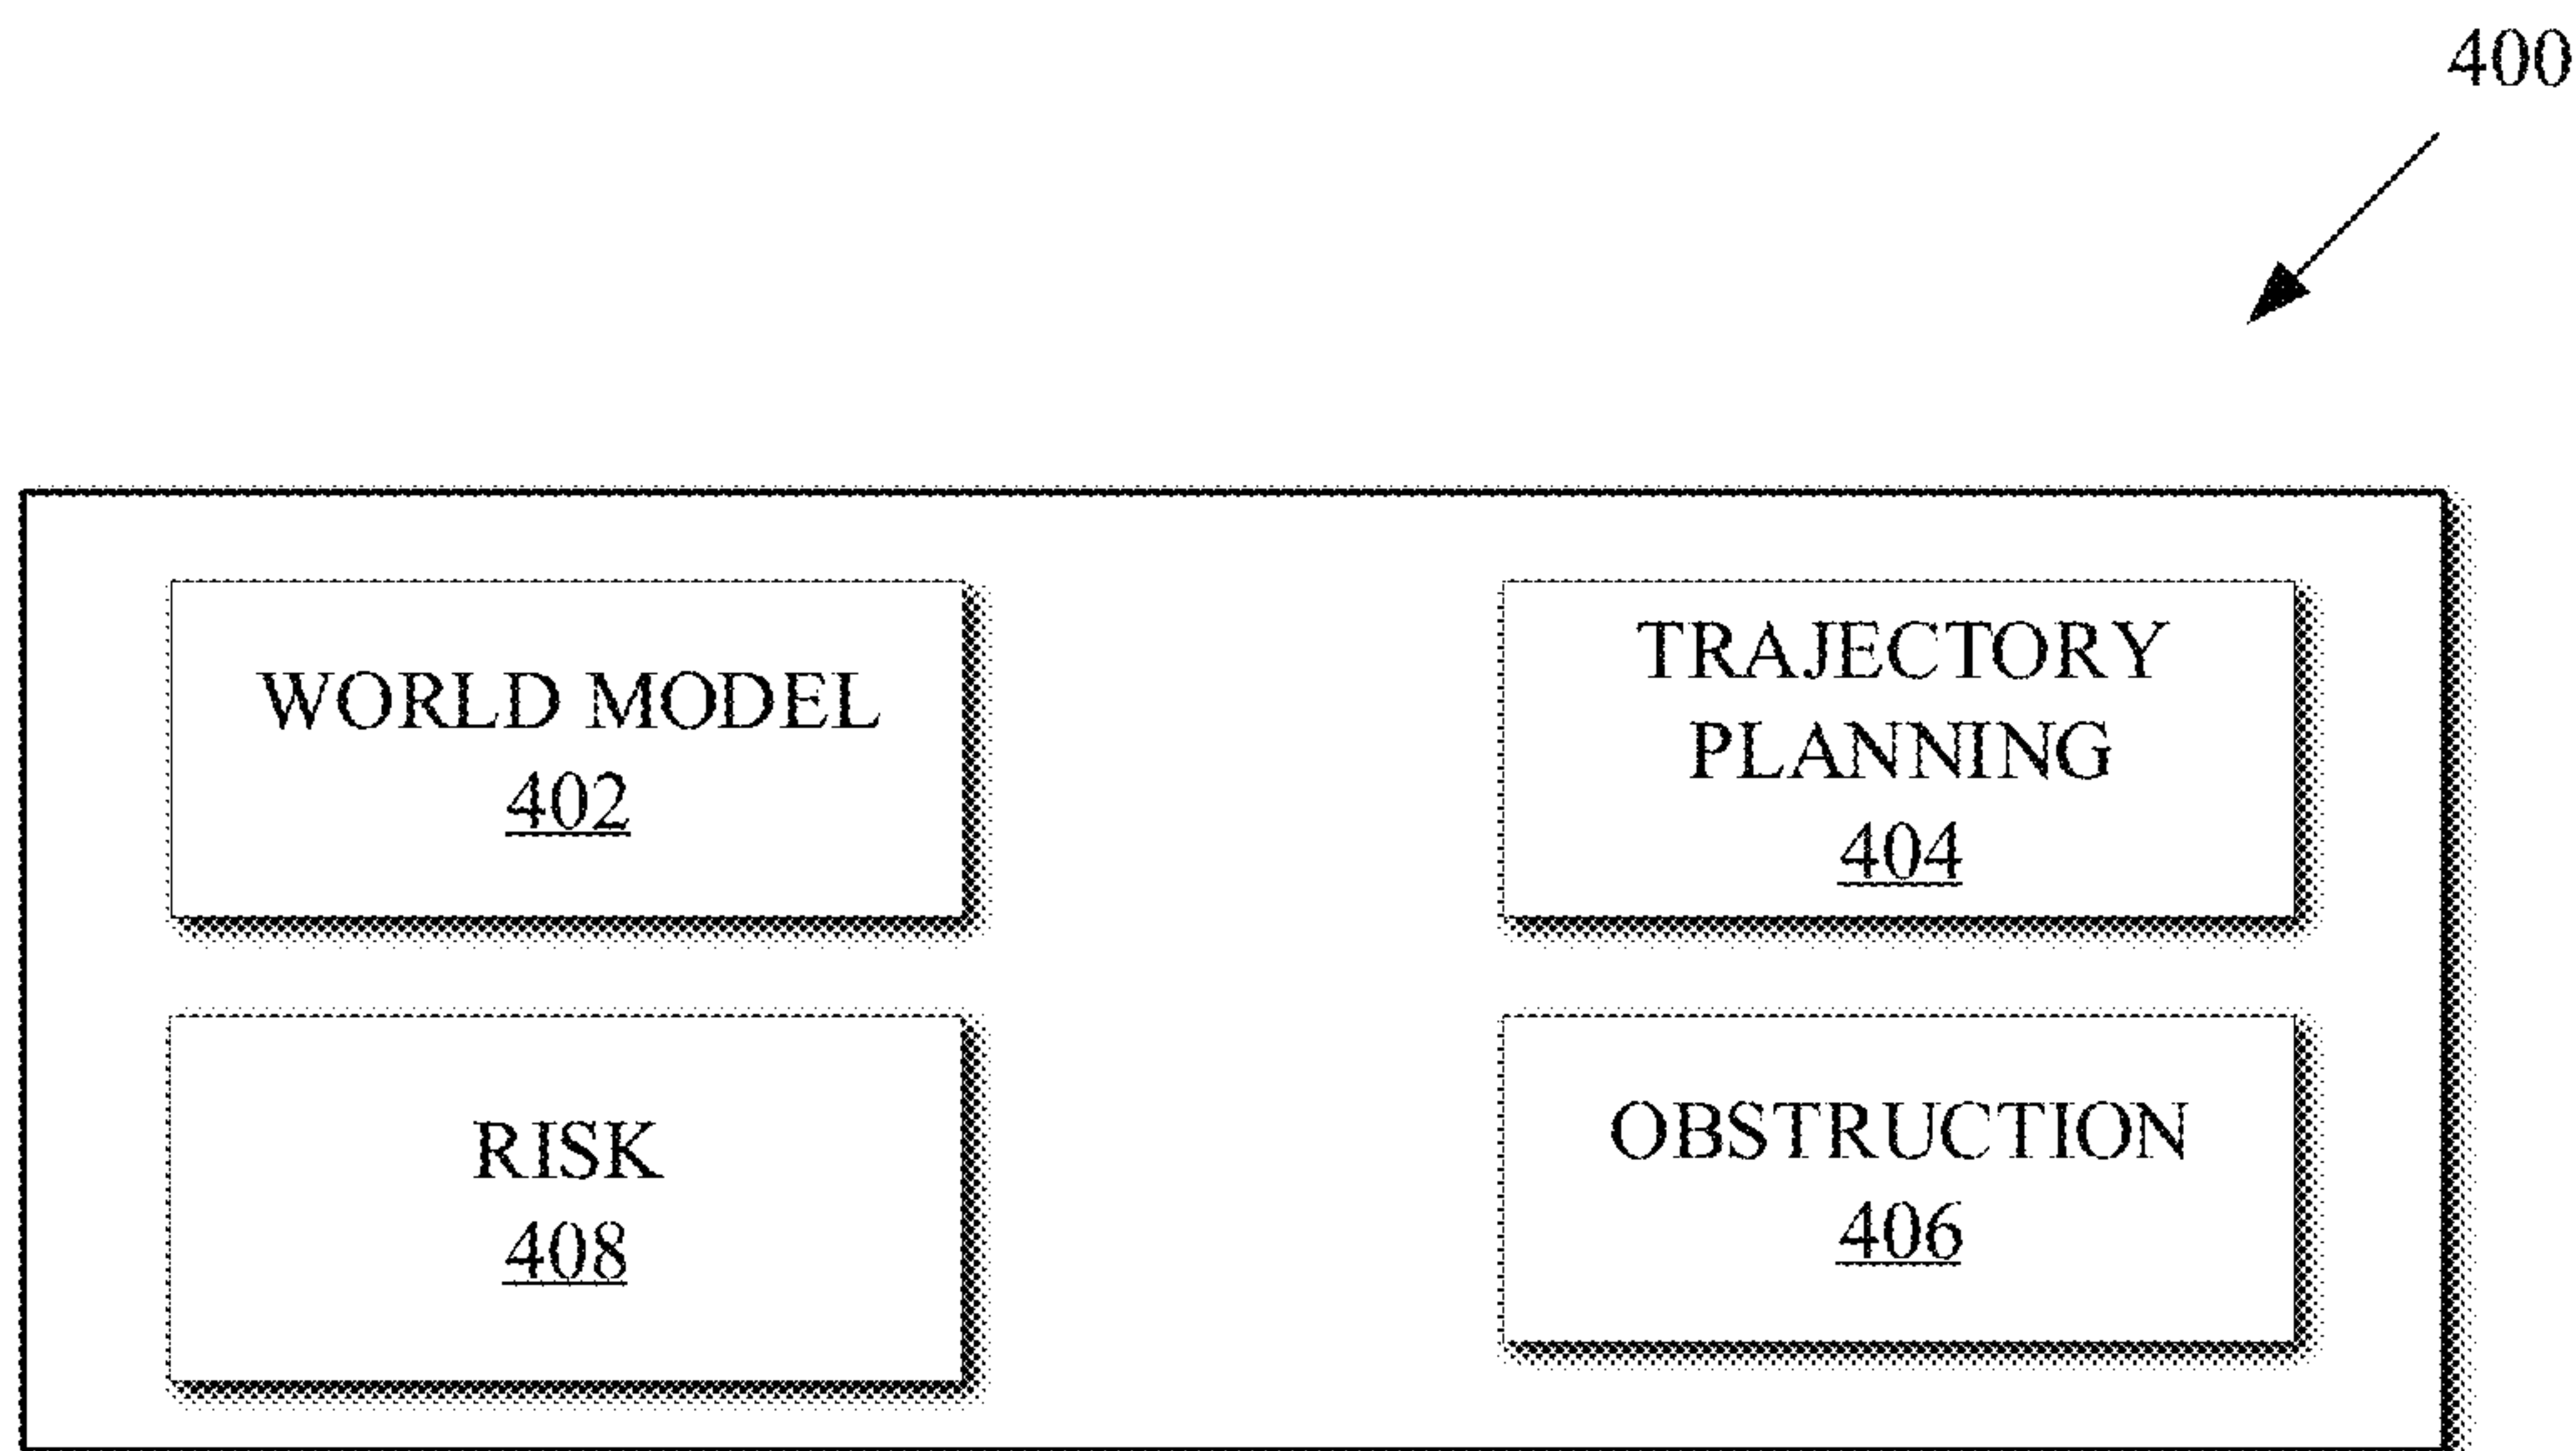 400
WORLD MODEL
402
TRAJECTORY
PLANNING
404
RISK
408
OBSTRUCTION
406